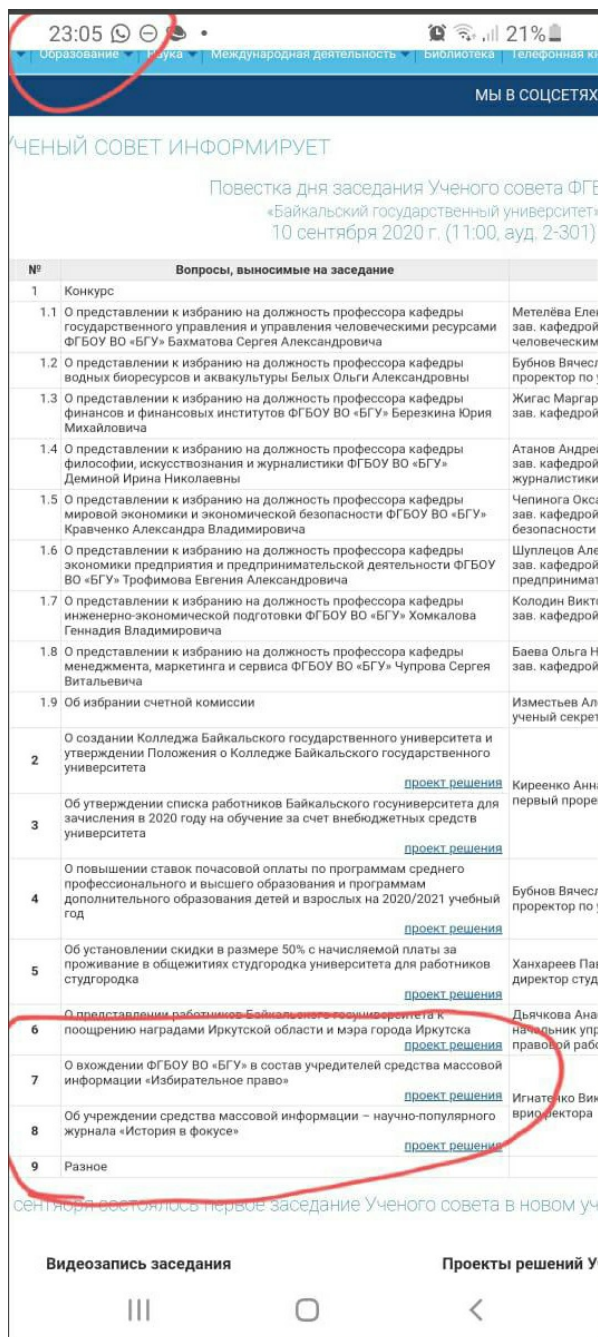 23:05 21%
Образование Наука Международная деятельность Библиотека Телефонная кн
МЫ В СОЦСЕТЯХ
УЧЕНЫЙ СОВЕТ ИНФОРМИРУЕТ
Повестка дня заседания Ученого совета ФГБ
«Байкальский государственный университет»
10 сентября 2020 г. (11:00, ауд. 2-301)
№ Вопросы, выносимые на заседание
1 Конкурс
1.1 О представлении к избранию на должность профессора кафедры Метелёва Еле
государственного управления и управления человеческими ресурсами зав. кафедрой
ФГБОУ ВО «БГУ» Бахматова Сергея Александровича человеческим
1.2 О представлении к избранию на должность профессора кафедры Бубнов Вячесл
водных биоресурсов и аквакультуры Белых Ольги Александровны проректор по у
1.3 О представлении к избранию на должность профессора кафедры Жигас Маргар
финансов и финансовых институтов ФГБОУ ВО «БГУ» Березкина Юрия зав. кафедрой
Михайловича
1.4 О представлении к избранию на должность профессора кафедры Атанов Андрей
философии, искусствознания и журналистики ФГБОУ ВО «БГУ» зав. кафедрой
Деминой Ирина Николаевны журналистики
1.5 О представлении к избранию на должность профессора кафедры Чепинога Окса
мировой экономики и экономической безопасности ФГБОУ ВО «БГУ» зав. кафедрой
Кравченко Александра Владимировича безопасности
1.6 О представлении к избранию на должность профессора кафедры Шуплецов Але
экономики предприятия и предпринимательской деятельности ФГБОУ зав. кафедрой
ВО «БГУ» Трофимова Евгения Александровича предпринимат
1.7 О представлении к избранию на должность профессора кафедры Колодин Викто
инженерно-экономической подготовки ФГБОУ ВО «БГУ» Хомкалова зав. кафедрой
Геннадия Владимировича
1.8 О представлении к избранию на должность профессора кафедры Баева Ольга Н
менеджмента, маркетинга и сервиса ФГБОУ ВО «БГУ» Чупрова Сергея зав. кафедрой
Витальевича
1.9 Об избрании счетной комиссии Изместьев Ал
ученый секрет
2 О создании Колледжа Байкальского государственного университета и
утверждении Положения о Колледже Байкальского государственного
университета
проект решения
Киреенко Анна
первый проре
3 Об утверждении списка работников Байкальского госуниверситета для
зачисления в 2020 году на обучение за счет внебюджетных средств
университета
проект решения
4 О повышении ставок почасовой оплаты по программам среднего
профессионального и высшего образования и программам
дополнительного образования детей и взрослых на 2020/2021 учебный Бубнов Вячесл
год проректор по у
проект решения
5 Об установлении скидки в размере 50% с начисляемой платы за
проживание в общежитиях студгородка университета для работников Ханхареев Пав
студгородка директор студ
проект решения
6 О представлении работников Байкальского госуниверситета к Дьячкова Ана
поощрению наградами Иркутской области и мэра города Иркутска начальник упр
проект решения правовой рабо
7 О вхождении ФГБОУ ВО «БГУ» в состав учредителей средства массовой
информации «Избирательное право»
проект решения
Игнатенко Вик
врио ректора
8 Об учреждении средства массовой информации – научно-популярного
журнала «История в фокусе»
проект решения
9 Разное
сентября состоялось первое заседание Ученого совета в новом уч
Видеозапись заседания Проекты решений У